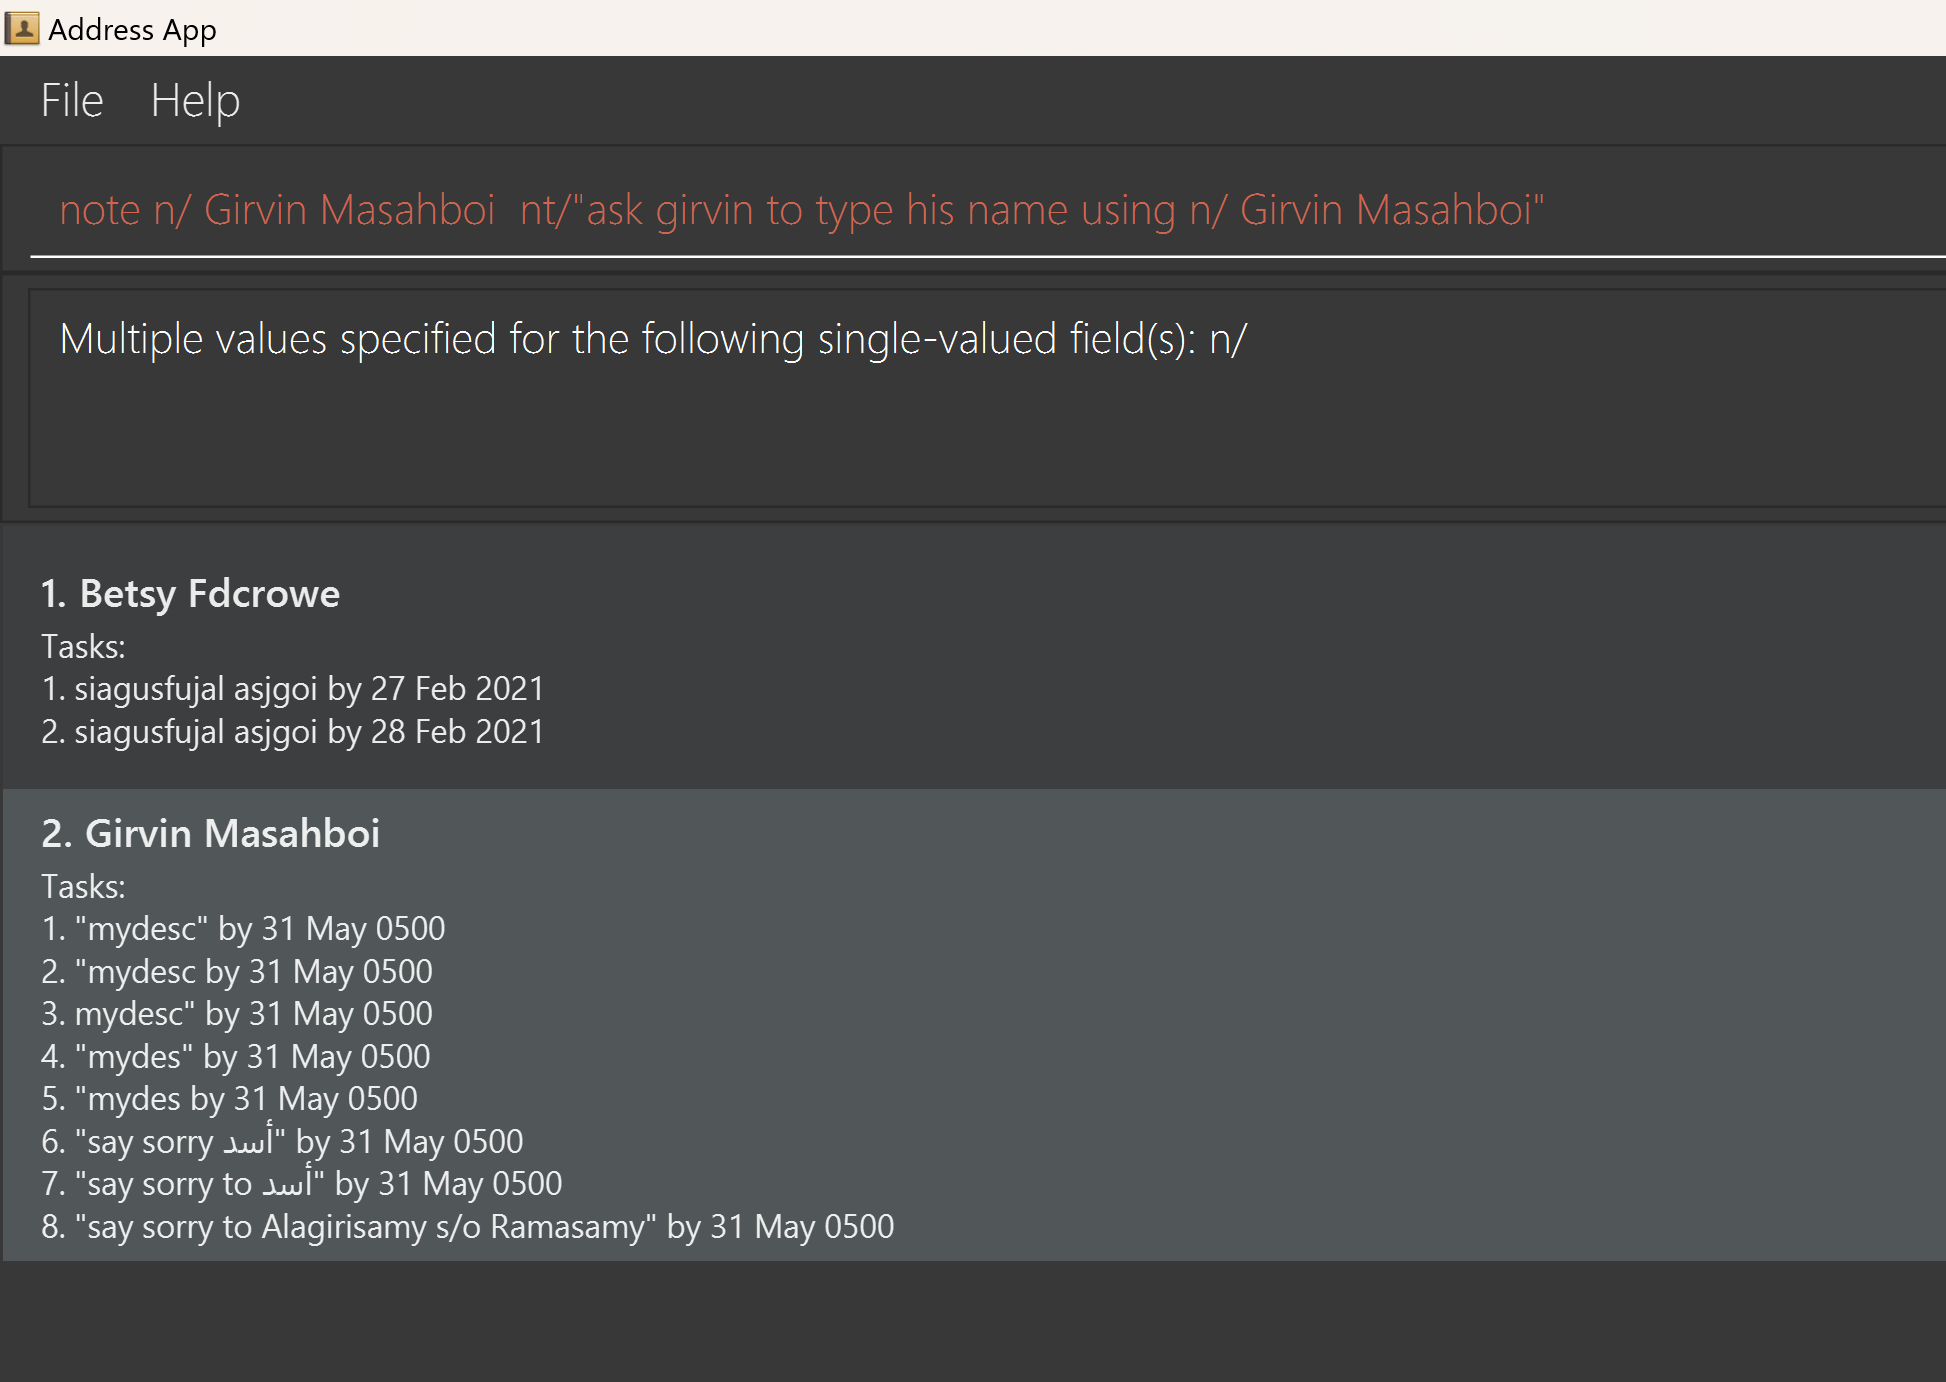 Address App
File Help
note n/ Girvin Masahboi  nt/"ask girvin to type his name using n/ Girvin Masahboi"
Multiple values specified for the following single-valued field(s): n/
1. Betsy Fdcrowe
Tasks:
1. siagusfujal asjgoi by 27 Feb 2021
2. siagusfujal asjgoi by 28 Feb 2021
2. Girvin Masahboi
Tasks:
1. "mydesc" by 31 May 0500
2. "mydesc by 31 May 0500
3. mydesc" by 31 May 0500
4. "mydes" by 31 May 0500
5. "mydes by 31 May 0500
6. "say sorry أسد" by 31 May 0500
7. "say sorry to أسد" by 31 May 0500
8. "say sorry to Alagirisamy s/o Ramasamy" by 31 May 0500